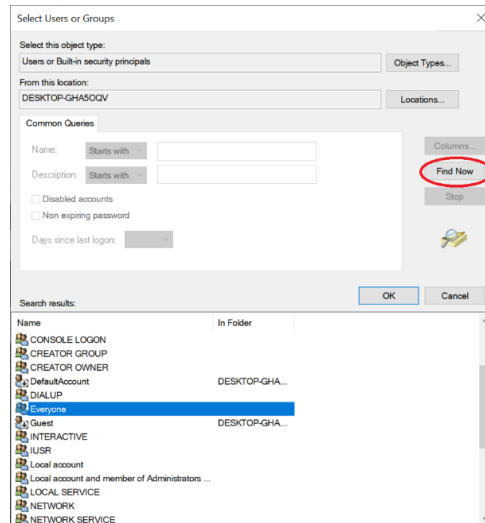 Select Users or Groups
Select this object type:
Users or Built-in security principals
Object Types...
From this location:
DESKTOP-GHA5OQV
Locations...
Common Queries
Name:
Starts with
Columns...
Description:
Starts with
Find Now
Disabled accounts
Stop
Non expiring password
Days since last logon:
OK
Cancel
Search results:
Name
In Folder
CONSOLE LOGON
CREATOR GROUP
CREATOR OWNER
DefaultAccount
DESKTOP-GHA...
DIALUP
Everyone
Guest
DESKTOP-GHA...
INTERACTIVE
IUSR
Local account
Local account and member of Administrators ...
LOCAL SERVICE
NETWORK
NETWORK SERVICE